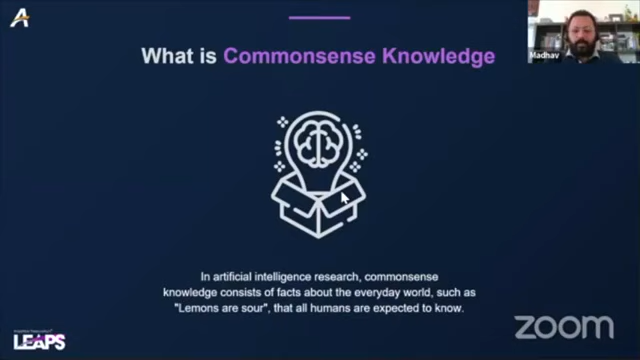 A
Madhav
What is Commonsense Knowledge
In artificial intelligence research, commonsense
knowledge consists of facts about the everyday world, such as
"Lemons are sour", that all humans are expected to know.
LEAPS
zoom